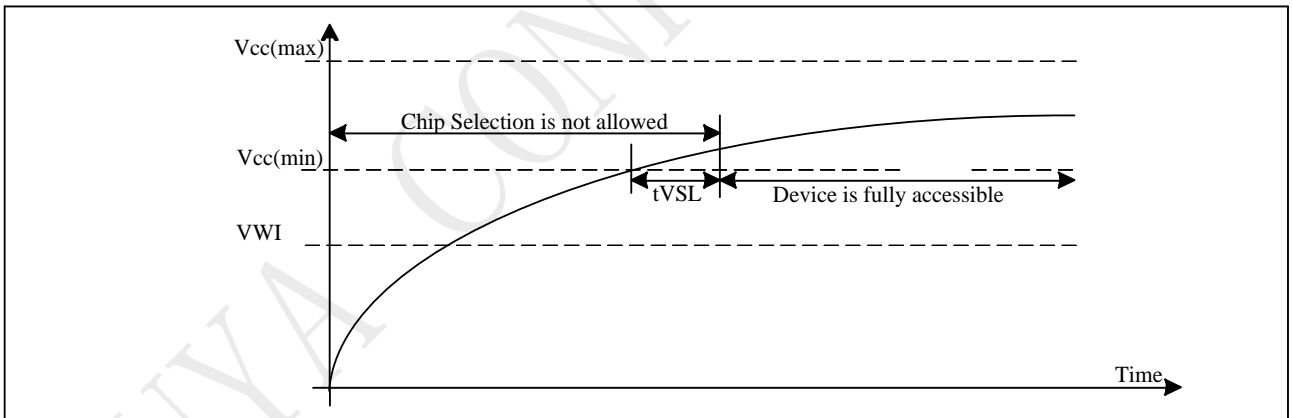 Vcc(max)
Chip Selection is not allowed
Vcc(min)
tVSL
Device is fully accessible
VWI
Time